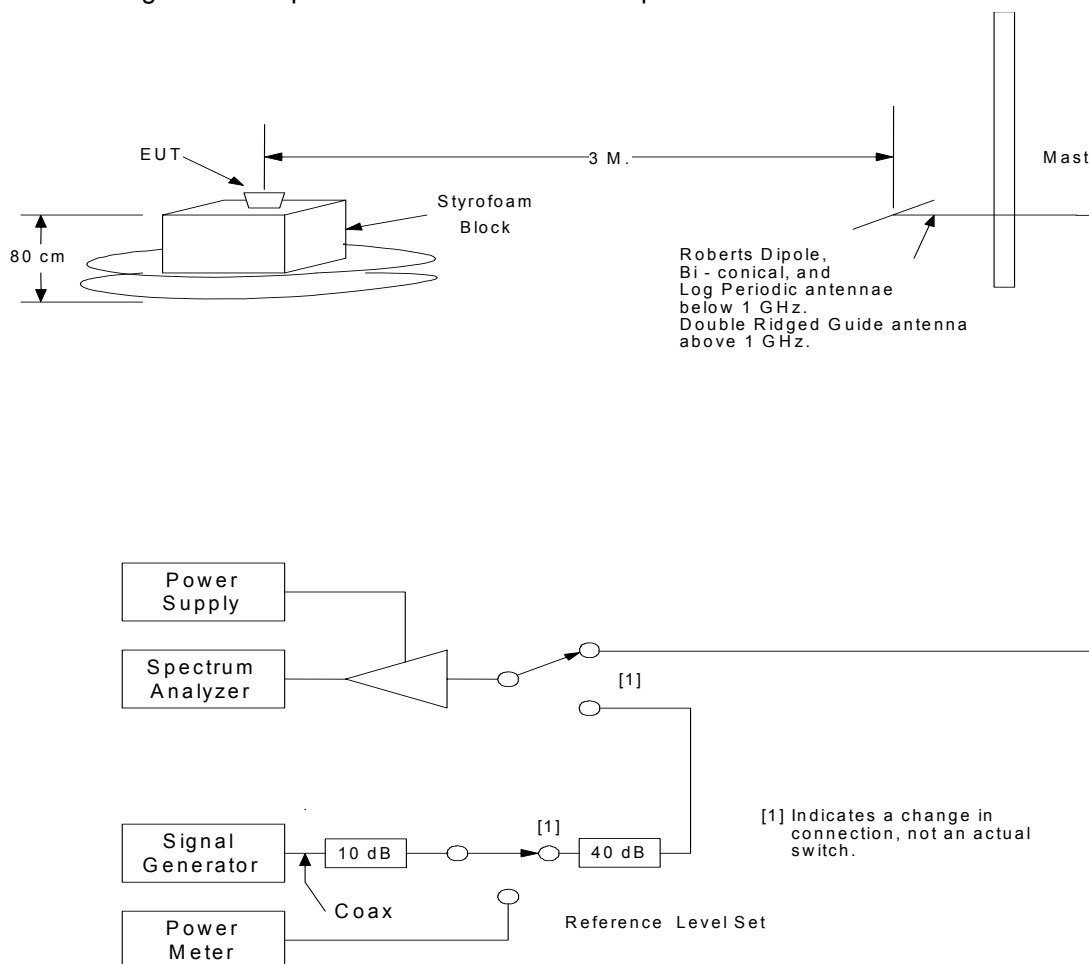 EUT
3 M.
Mast
Styrofoam
Block
80 cm
Roberts Dipole,
Bi - conical, and
Log Periodic antennae
below 1 GHz.
Double Ridged Guide antenna
above 1 GHz.
Power
Supply
Spectrum
Analyzer
[1]
Signal
Generator
10 dB
[1]
40 dB
[1] Indicates a change in
connection, not an actual
switch.
Coax
Reference Level Set
Power
Meter